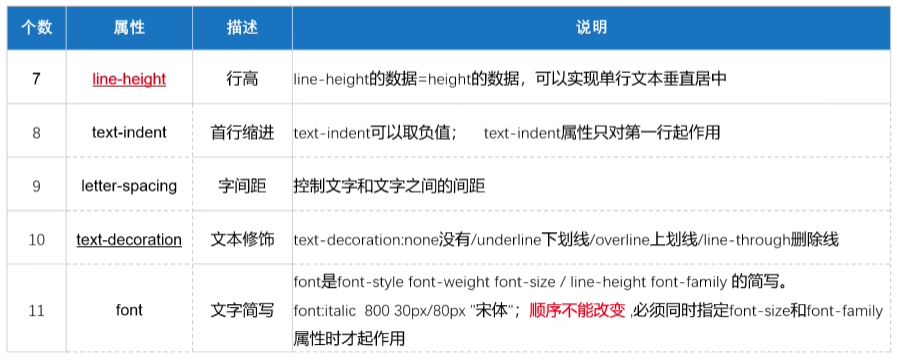 个数 属性 描述 说明
7 line-height 行高 line-height的数据=height的数据，可以实现单行文本垂直居中
8 text-indent 首行缩进 text-indent可以取负值； text-indent属性只对第一行起作用
9 letter-spacing 字间距 控制文字和文字之间的间距
10 text-decoration 文本修饰 text-decoration:none没有/underline下划线/overline上划线/line-through删除线
11 font 文字简写 font是font-style font-weight font-size / line-height font-family 的简写。
font:italic 800 30px/80px "宋体"；顺序不能改变 ,必须同时指定font-size和font-family
属性时才起作用